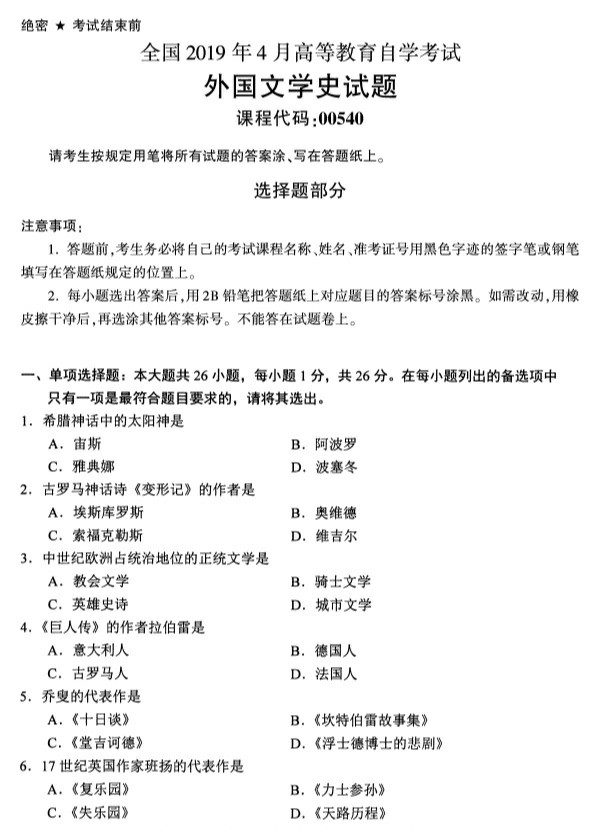 绝密 ★ 考试结束前
全国 2019 年 4 月高等教育自学考试
外国文学史试题
课程代码:00540
请考生按规定用笔将所有试题的答案涂、写在答题纸上。
选择题部分
注意事项:
1. 答题前,考生务必将自己的考试课程名称、姓名、准考证号用黑色字迹的签字笔或钢笔
填写在答题纸规定的位置上。
2. 每小题选出答案后,用 2B 铅笔把答题纸上对应题目的答案标号涂黑。如需改动,用橡
皮擦干净后,再选涂其他答案标号。不能答在试题卷上。
一、单项选择题：本大题共 26 小题，每小题 1 分，共 26 分。在每小题列出的备选项中
只有一项是最符合题目要求的，请将其选出。
1．希腊神话中的太阳神是
A．宙斯 B．阿波罗
C．雅典娜 D．波塞冬
2．古罗马神话诗《变形记》的作者是
A．埃斯库罗斯 B．奥维德
C．索福克勒斯 D．维吉尔
3．中世纪欧洲占统治地位的正统文学是
A．教会文学 B．骑士文学
C．英雄史诗 D．城市文学
4．《巨人传》的作者拉伯雷是
A．意大利人 B．德国人
C．古罗马人 D．法国人
5．乔叟的代表作是
A．《十日谈》 B．《坎特伯雷故事集》
C．《堂吉诃德》 D．《浮士德博士的悲剧》
6．17 世纪英国作家班扬的代表作是
A．《复乐园》 B．《力士参孙》
C．《失乐园》 D．《天路历程》